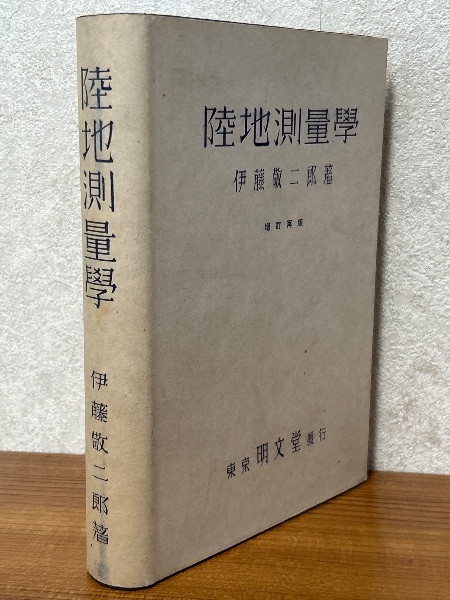 陸地測量學
伊藤敬二郎著
陸地測量學
伊藤敬二郎著
增訂再版
東京 明文堂 發行